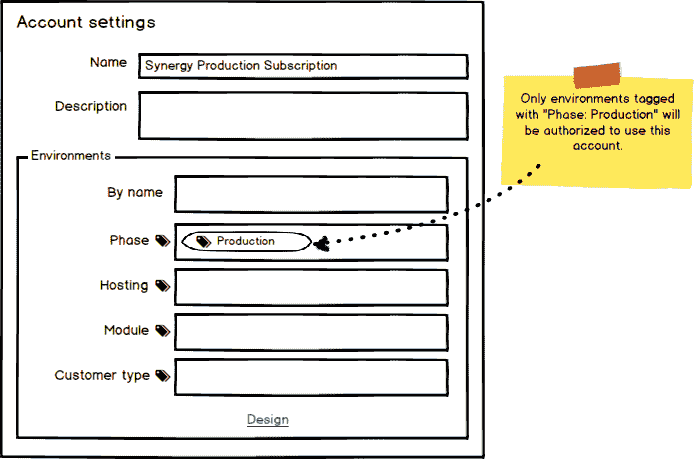 Account settings
Name Synergy Production Subscription
Description
Environments
By name
Phase Production
Hosting
Module
Customer type
Design
Only environments tagged
with "Phase: Production" will
be authorized to use this
account.